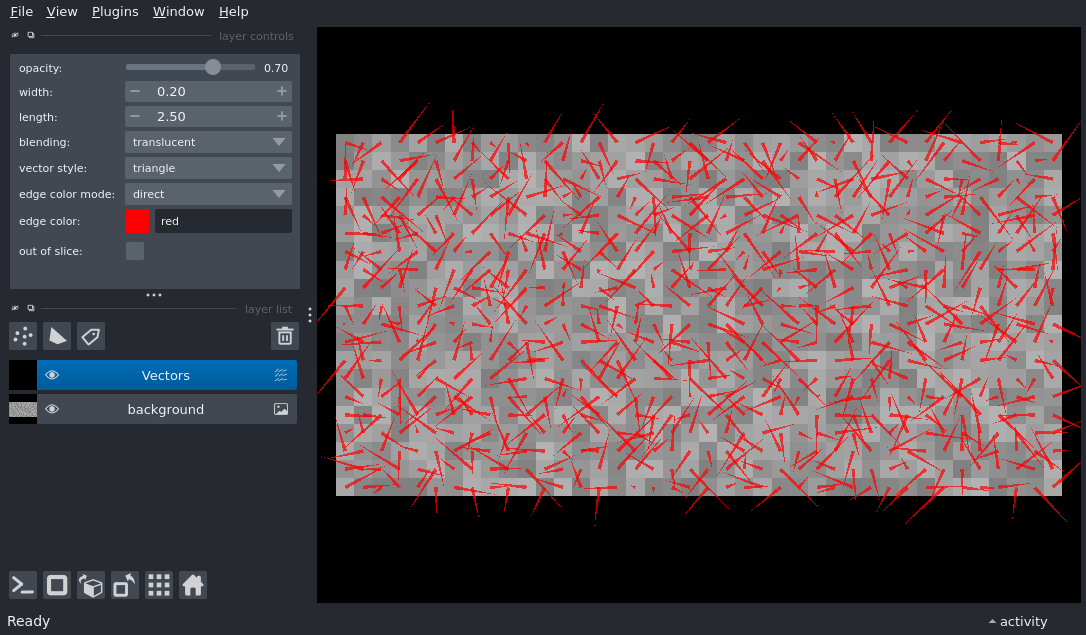 File View Plugins Window Help
layer controls
opacity: 0.70
width: 0.20
length: 2.50
blending: translucent
vector style: triangle
edge color mode: direct
edge color: red
out of slice:
layer list
Vectors
background
Ready
activity